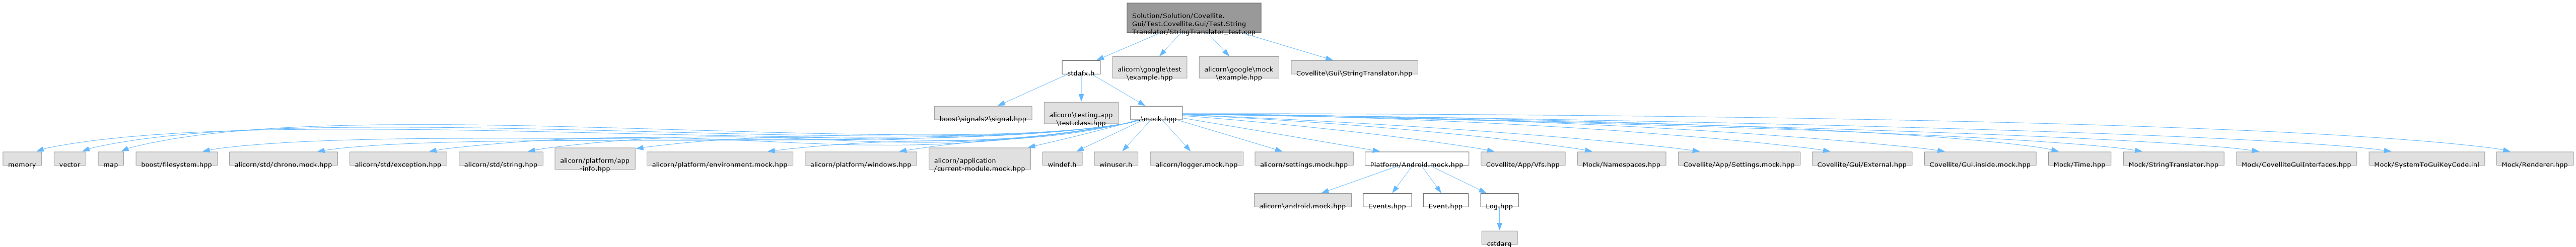 Solution/Solution/Covellite.
Gui/Test.Covellite.Gui/Test.String
Translator/StringTranslator_test.cpp
stdafx.h
alicorn\google\test
\example.hpp
alicorn\google\mock
\example.hpp
Covellite\Gui\StringTranslator.hpp
boost\signals2\signal.hpp
alicorn\testing.app
\test.class.hpp
\mock.hpp
memory
vector
map
boost/filesystem.hpp
alicorn/std/chrono.mock.hpp
alicorn/std/exception.hpp
alicorn/std/string.hpp
alicorn/platform/app
-info.hpp
alicorn/platform/environment.mock.hpp
alicorn/platform/windows.hpp
alicorn/application
/current-module.mock.hpp
windef.h
winuser.h
alicorn/logger.mock.hpp
alicorn/settings.mock.hpp
Platform/Android.mock.hpp
Covellite/App/Vfs.hpp
Mock/Namespaces.hpp
Covellite/App/Settings.mock.hpp
Covellite/Gui/External.hpp
Covellite/Gui.inside.mock.hpp
Mock/Time.hpp
Mock/StringTranslator.hpp
Mock/CovelliteGuiInterfaces.hpp
Mock/SystemToGuiKeyCode.inl
Mock/Renderer.hpp
alicorn\android.mock.hpp
Events.hpp
Event.hpp
Log.hpp
cstdarg